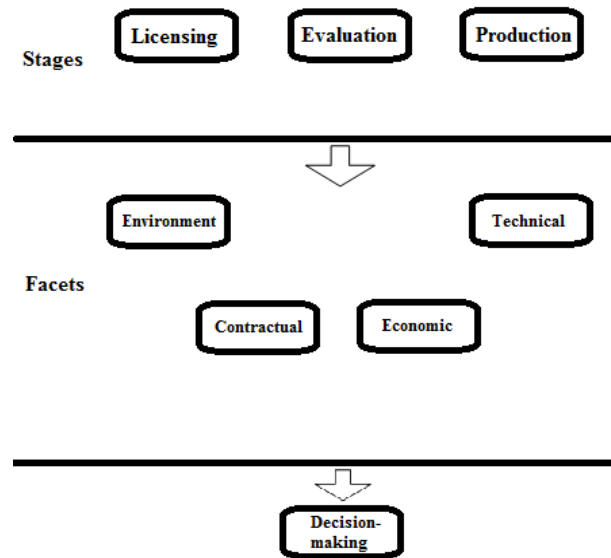 Licensing
Evaluation
Production
Stages
Environment
Technical
Facets
Contractual
Economic
Decision-
making